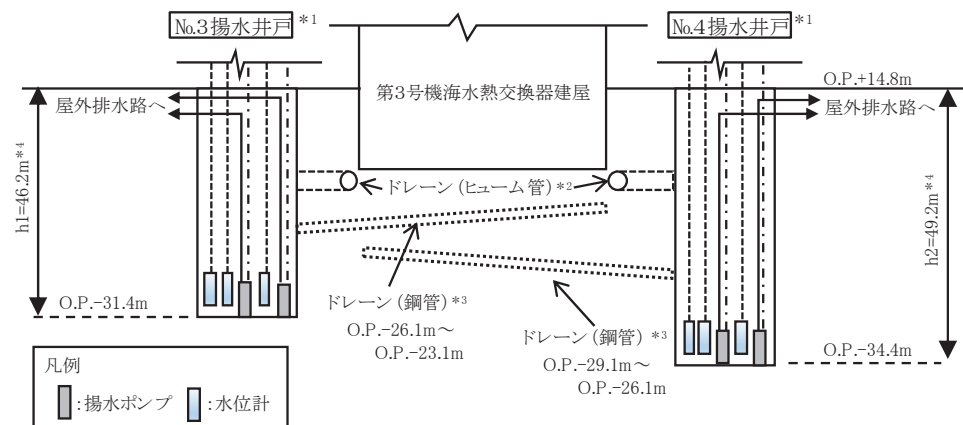 №3揚水井戸*1
№4揚水井戸*1
O.P.+14.8m
屋外排水路へ
第3号機海水熱交換器建屋
屋外排水路へ
ドレーン(ヒューム管)*2
h1=46.2m*4
h2=49.2m*4
O.P.-31.4m
ドレーン(鋼管)*3
O.P.-26.1m~
O.P.-23.1m
ドレーン(鋼管)*3
O.P.-29.1m~
O.P.-26.1m
O.P.-34.4m
凡例
:揚水ポンプ :水位計